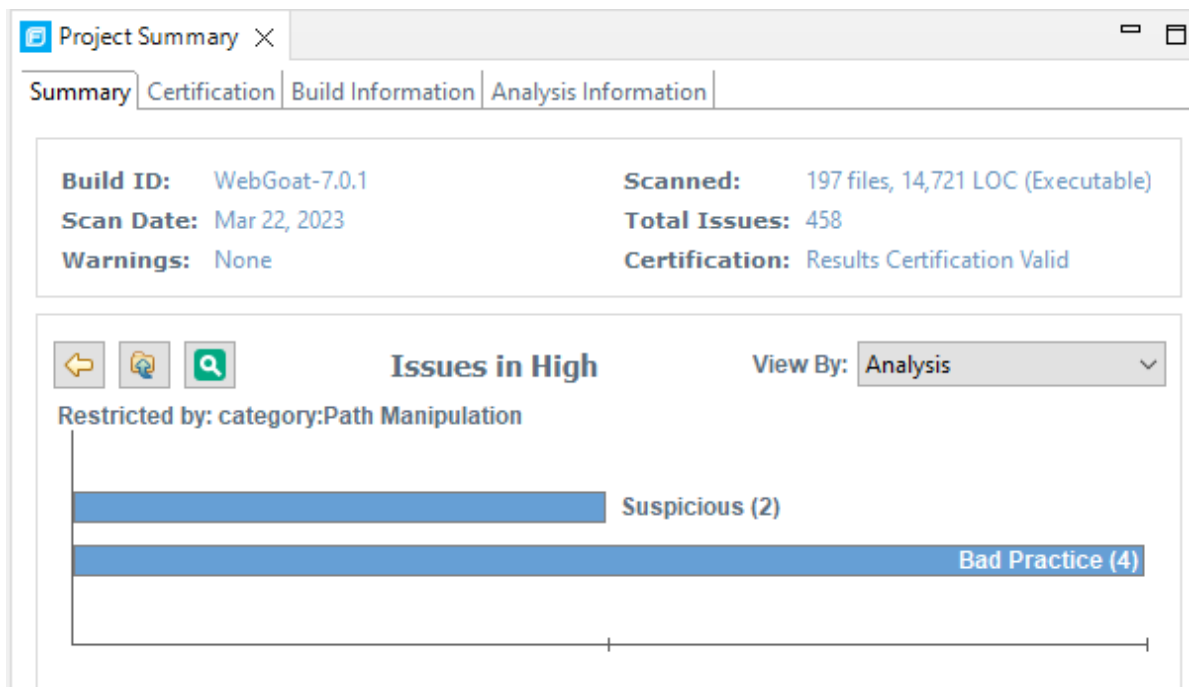 Project Summary
Summary Certification Build Information Analysis Information
Build ID: WebGoat-7.0.1 Scanned: 197 files, 14,721 LOC (Executable)
Scan Date: Mar 22, 2023 Total Issues: 458
Warnings: None Certification: Results Certification Valid
Issues in High View By: Analysis
Restricted by: category:Path Manipulation
Suspicious (2)
Bad Practice (4)